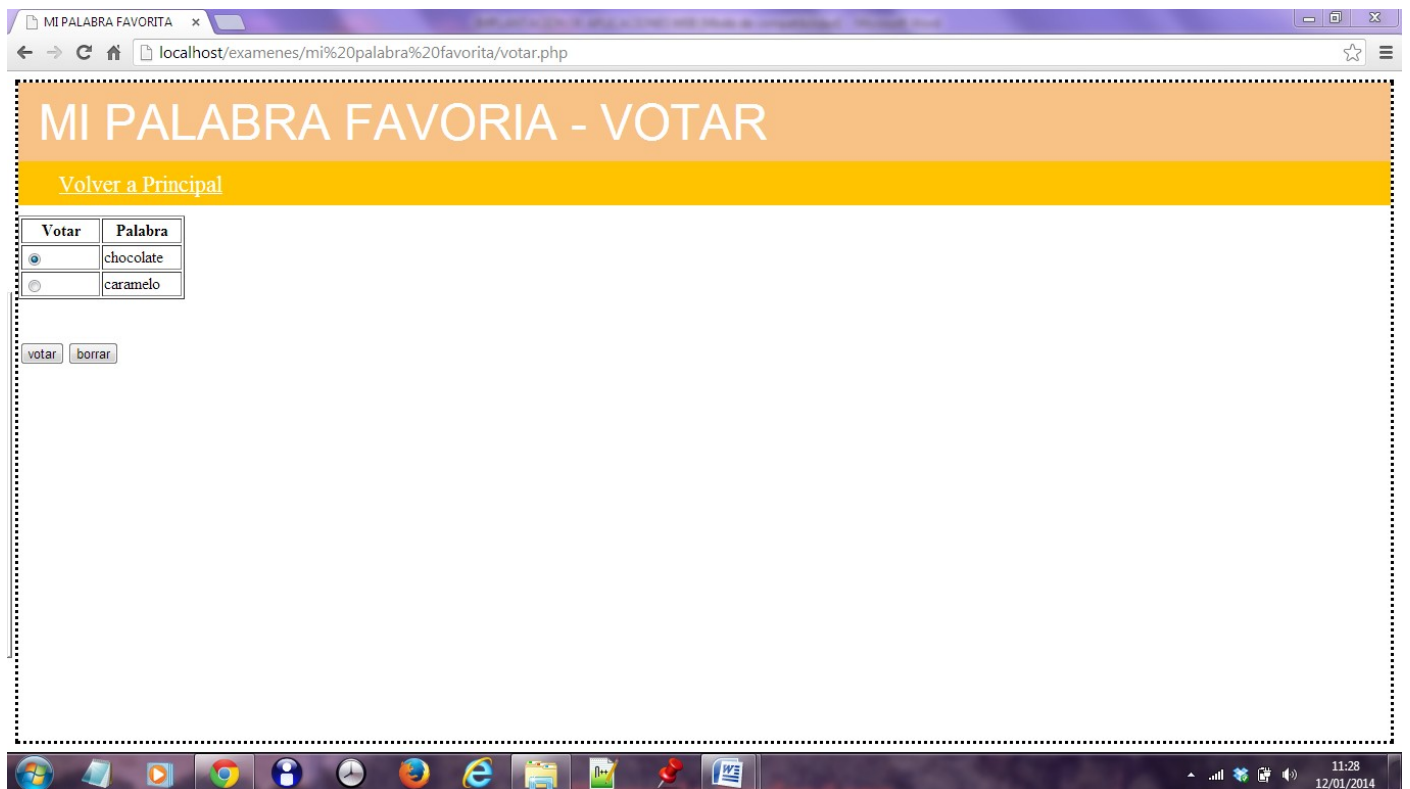 MI PALABRA FAVORITA
localhost/examenes/mi%20palabra%20favorita/votar.php
MI PALABRA FAVORIA - VOTAR
Volver a Principal
Votar Palabra
chocolate
caramelo
votar borrar
11:28
12/01/2014